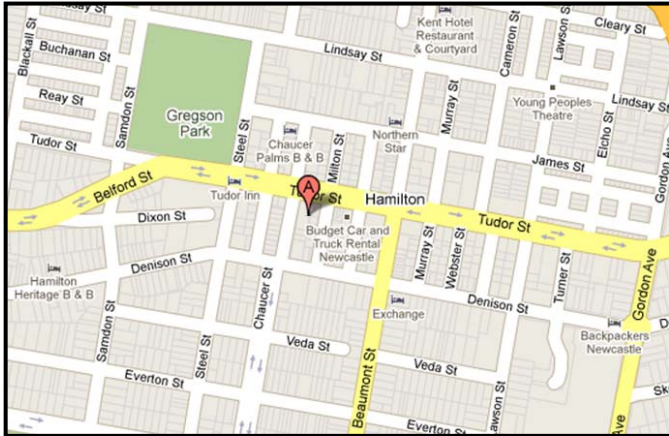 Kent Hotel
Restaurant
& Courtyard
Cleary St
Blackall St
Buchanan St
Lindsay St
Cameron St
Lawson St
Reay St
Samdon St
Gregson
Park
Steel St
Murray St
Young Peoples
Theatre
Lindsay St
Elcho St
Gordon Ave
Tudor St
Chaucer
Palms B & B
Milton St
Northern
Star
James St
Belford St
Tudor Inn
A
Tudor St
Hamilton
Tudor St
Dixon St
Budget Car and
Truck Rental
Newcastle
Hamilton
Heritage B & B
Denison St
Murray St
Webster St
Turner St
Gordon Ave
Chaucer St
Exchange
Denison St
D
Backpackers
Newcastle
Samdon St
Steel St
Veda St
Veda St
Beaumont St
Everton St
Everton St
Lawson St
Ave